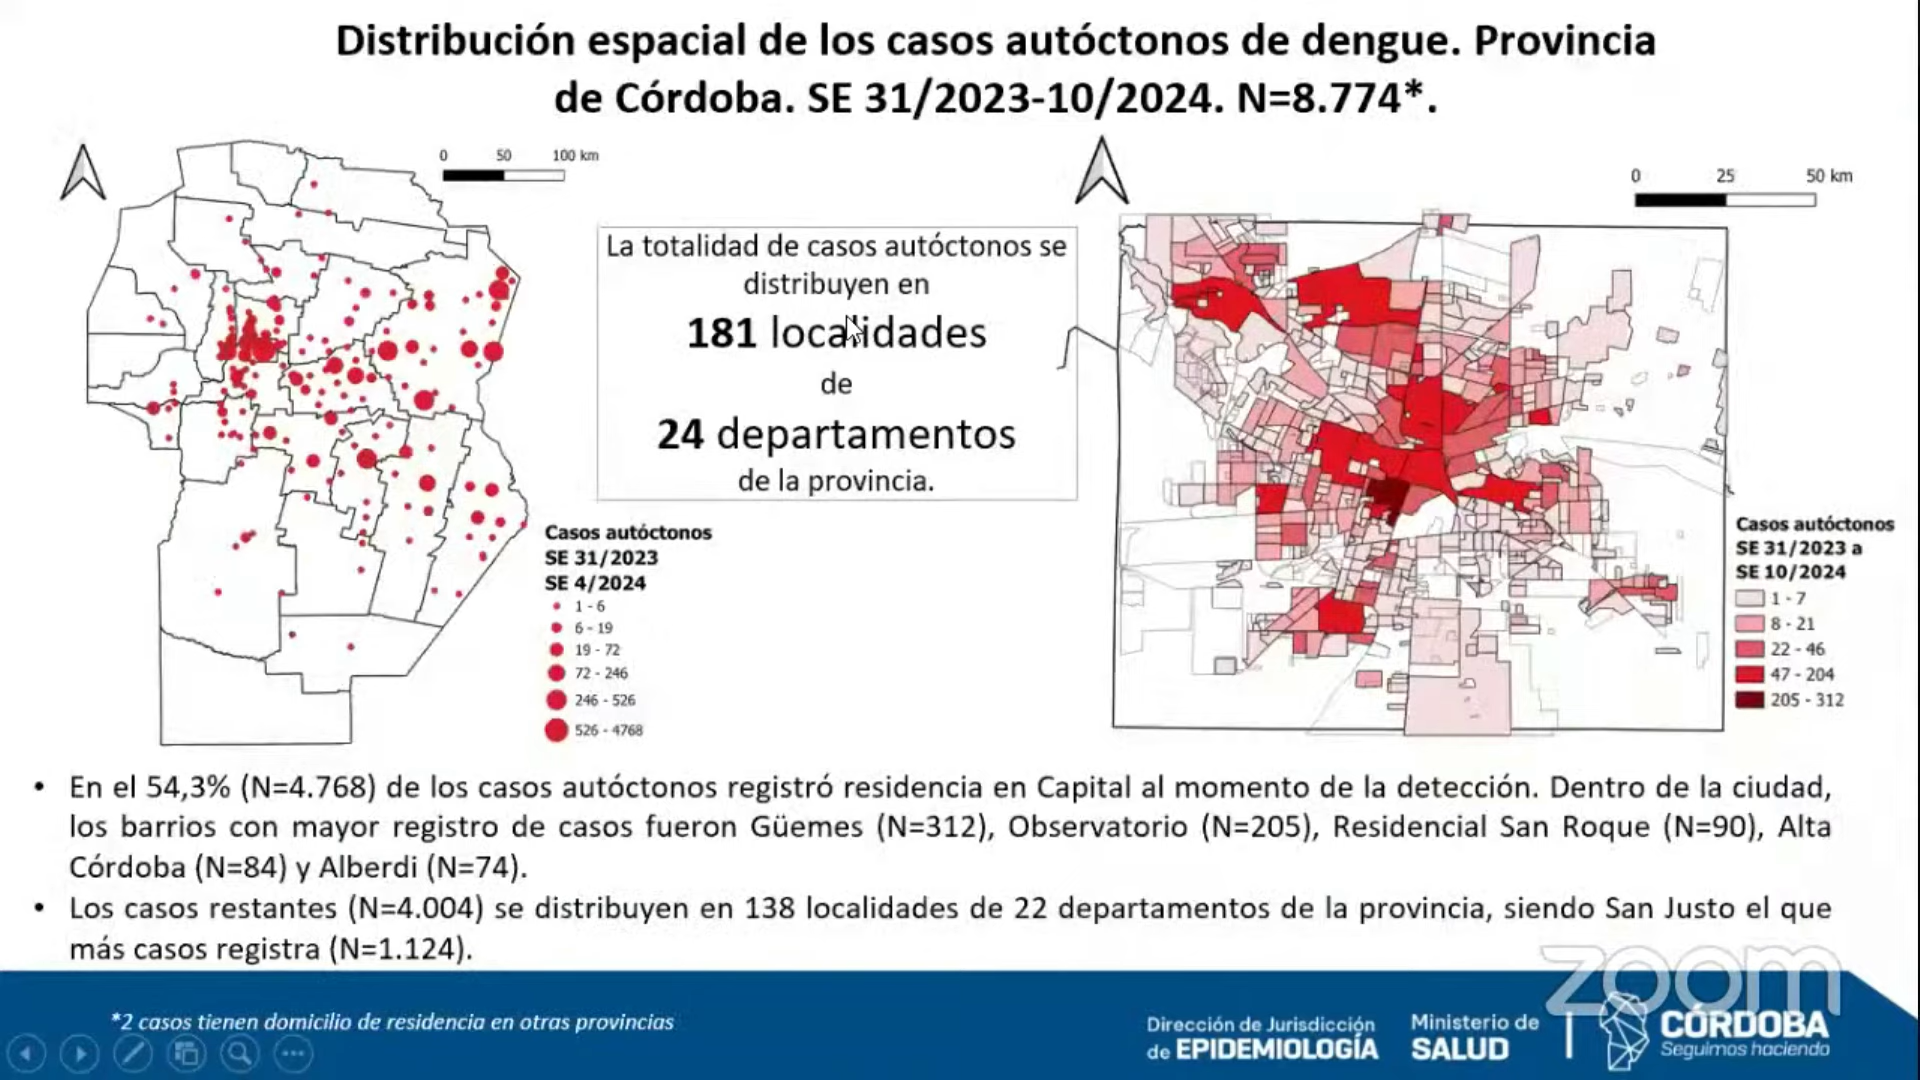 Distribución espacial de los casos autóctonos de dengue. Provincia
de Córdoba. SE 31/2023-10/2024. N=8.774*.
0 50 100 km
0 25 50 km
La totalidad de casos autóctonos se
distribuyen en
181 localidades
de
24 departamentos
de la provincia.
Casos autóctonos
SE 31/2023
SE 4/2024
1 - 6
6 - 19
19 - 72
72 - 246
246 - 526
526 - 4768
Casos autóctonos
SE 31/2023 a
SE 10/2024
1 - 7
8 - 21
22 - 46
47 - 204
205 - 312
• En el 54,3% (N=4.768) de los casos autóctonos registró residencia en Capital al momento de la detección. Dentro de la ciudad,
los barrios con mayor registro de casos fueron Güemes (N=312), Observatorio (N=205), Residencial San Roque (N=90), Alta
Córdoba (N=84) y Alberdi (N=74).
• Los casos restantes (N=4.004) se distribuyen en 138 localidades de 22 departamentos de la provincia, siendo San Justo el que
más casos registra (N=1.124).
zoom
*2 casos tienen domicilio de residencia en otras provincias
Dirección de Jurisdicción
de EPIDEMIOLOGÍA
Ministerio de
SALUD
CÓRDOBA
Seguimos haciendo